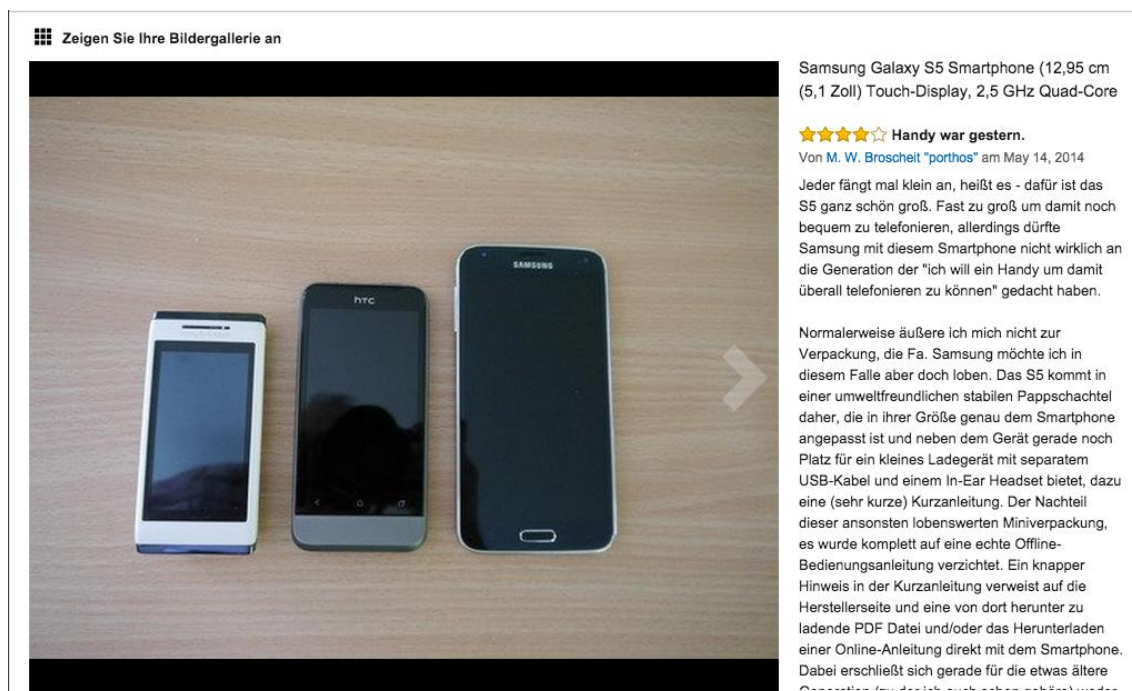 Zeigen Sie Ihre Bildergallerie an
SAMSUNG
hTC
Samsung Galaxy S5 Smartphone (12,95 cm
(5,1 Zoll) Touch-Display, 2,5 GHz Quad-Core
Handy war gestern.
Von M. W. Broscheit "porthos" am May 14, 2014
Jeder fängt mal klein an, heißt es - dafür ist das
S5 ganz schön groß. Fast zu groß um damit noch
bequem zu telefonieren, allerdings dürfte
Samsung mit diesem Smartphone nicht wirklich an
die Generation der "ich will ein Handy um damit
überall telefonieren zu können" gedacht haben.
Normalerweise äußere ich mich nicht zur
Verpackung, die Fa. Samsung möchte ich in
diesem Falle aber doch loben. Das S5 kommt in
einer umweltfreundlichen stabilen Pappschachtel
daher, die in ihrer Größe genau dem Smartphone
angepasst ist und neben dem Gerät gerade noch
Platz für ein kleines Ladegerät mit separatem
USB-Kabel und einem In-Ear Headset bietet, dazu
eine (sehr kurze) Kurzanleitung. Der Nachteil
dieser ansonsten lobenswerten Miniverpackung,
es wurde komplett auf eine echte Offline-
Bedienungsanleitung verzichtet. Ein knapper
Hinweis in der Kurzanleitung verweist auf die
Herstellerseite und eine von dort herunter zu
ladende PDF Datei und/oder das Herunterladen
einer Online-Anleitung direkt mit dem Smartphone.
Dabei erschließt sich gerade für die etwas ältere